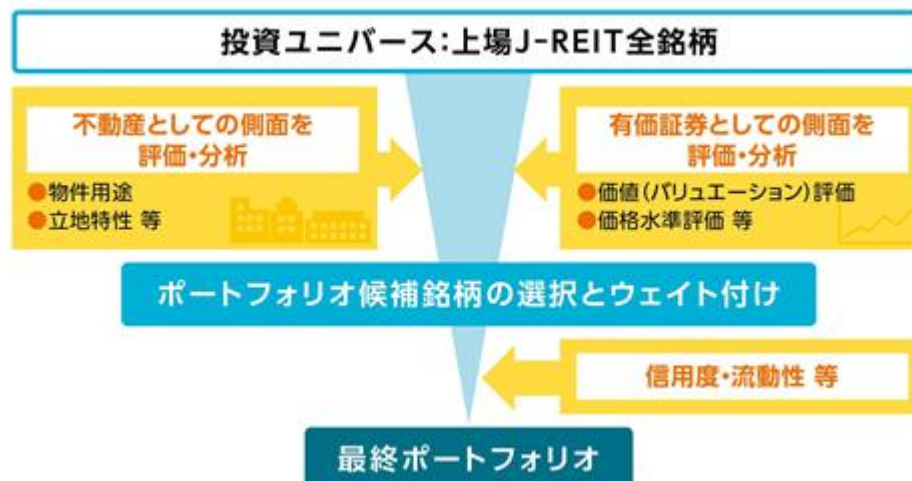 投資ユニバース：上場J-REIT全銘柄
不動産としての側面を
評価・分析
●物件用途
●立地特性 等
有価証券としての側面を
評価・分析
●価値（バリュエーション）評価
●価格水準評価 等
ポートフォリオ候補銘柄の選択とウェイト付け
信用度・流動性 等
最終ポートフォリオ